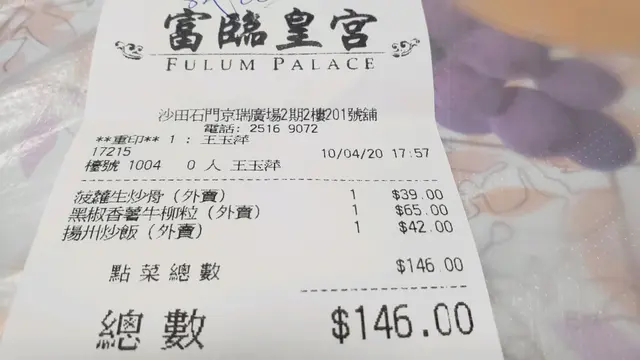 富臨皇宮
FULUM PALACE
沙田石門京瑞廣場2期2樓201號舖
電話: 2516 9072
**重印** 1 : 王玉萍
17215 10/04/20 17:57
檯號 1004 0 人 王玉萍
菠蘿生炒骨 (外賣) 1 $39.00
黑椒香薯牛柳粒 (外賣) 1 $65.00
揚州炒飯 (外賣) 1 $42.00
點菜總數 $146.00
總數 $146.00